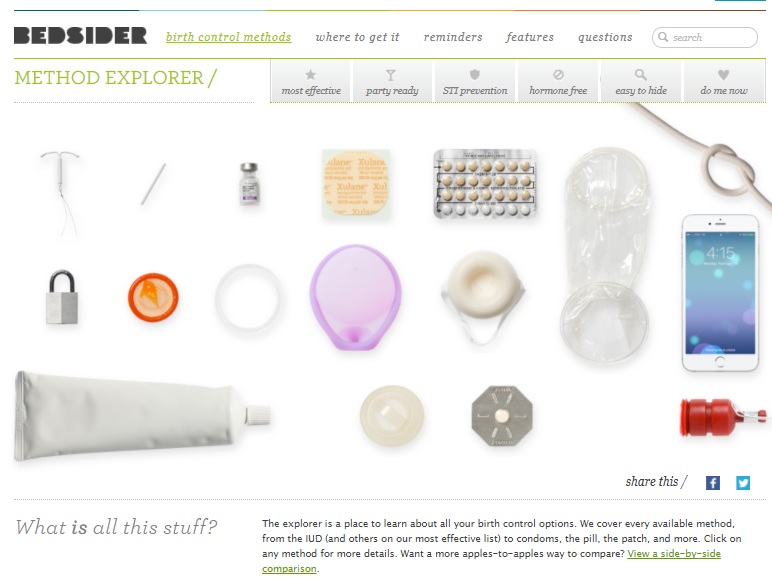 BEDSIDER
birth control methods where to get it reminders features questions search
METHOD EXPLORER /
most effective party ready STI prevention hormone free easy to hide do me now
Xulane
Xulane
4:15
share this /
What is all this stuff?
The explorer is a place to learn about all your birth control options. We cover every available method,
from the IUD (and others on our most effective list) to condoms, the pill, the patch, and more. Click on
any method for more details. Want a more apples-to-apples way to compare? View a side-by-side
comparison.